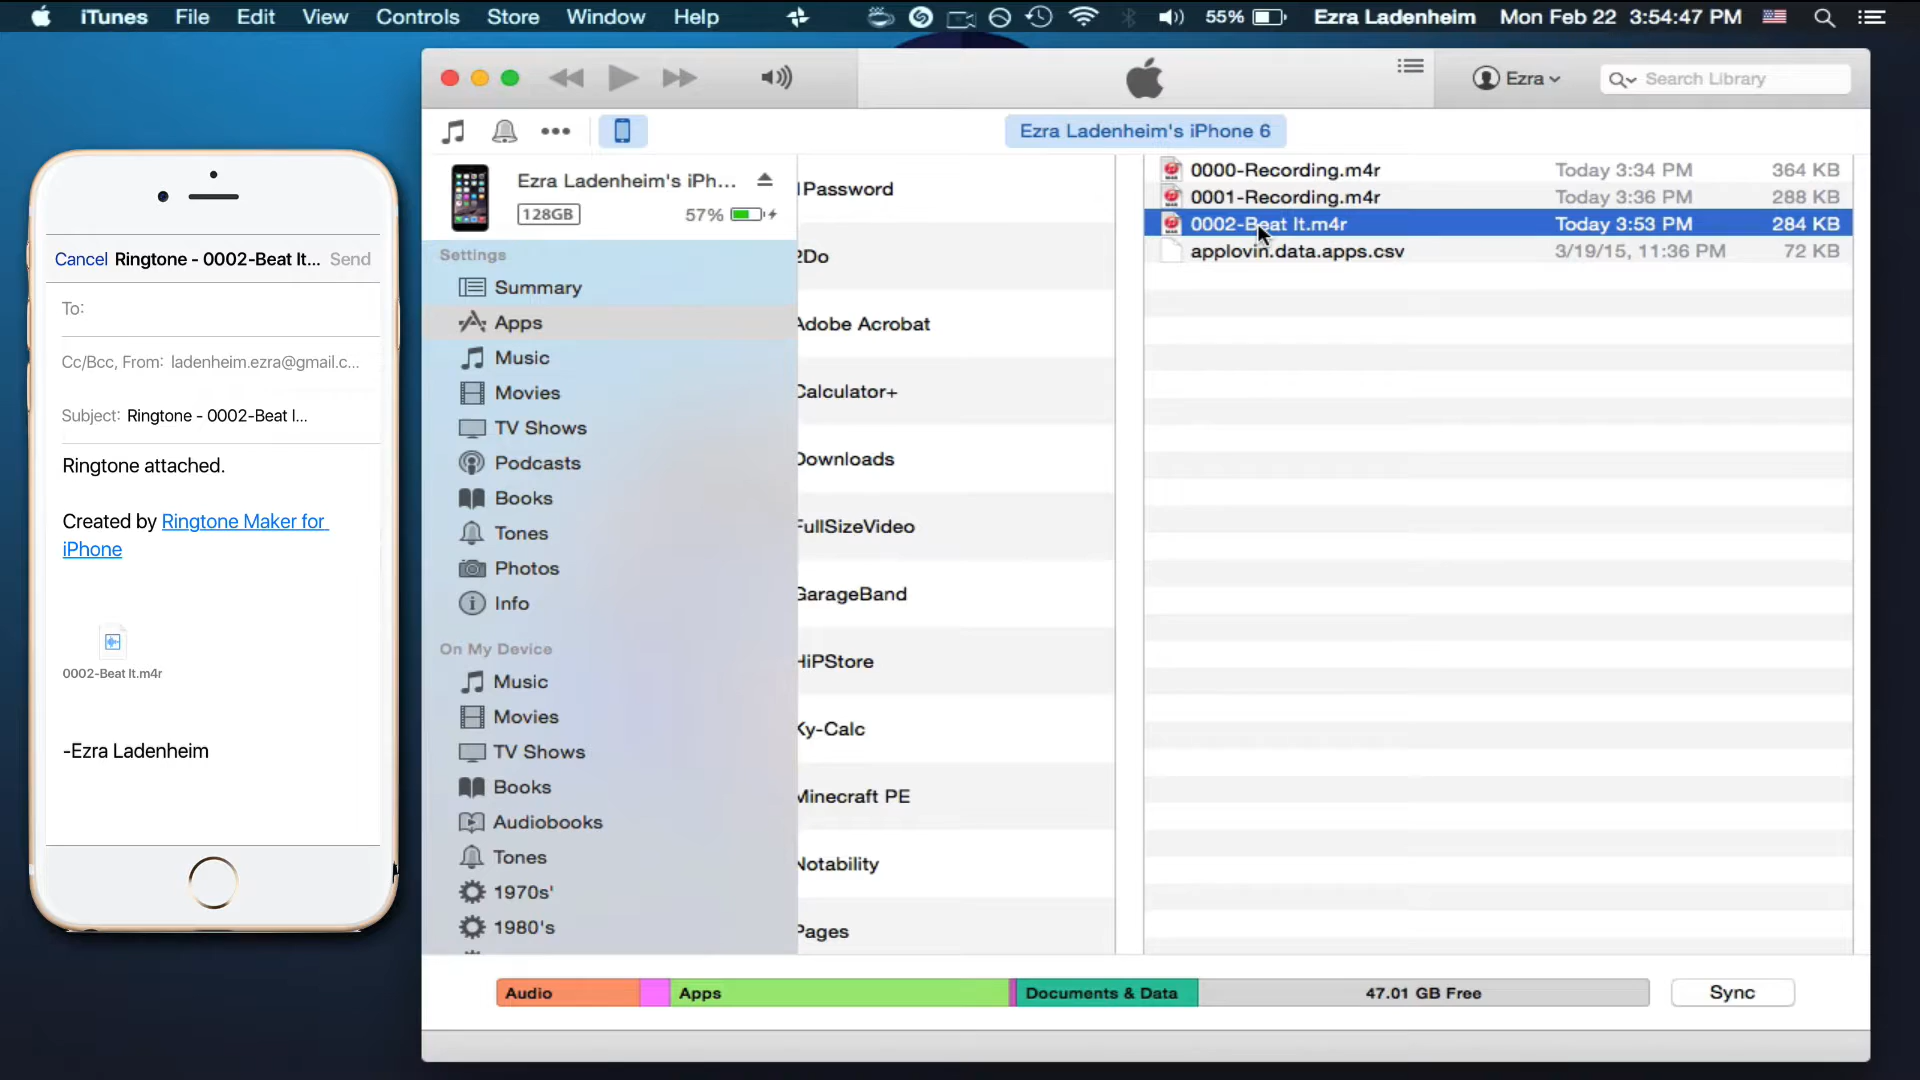 iTunes File Edit View Controls Store Window Help 55% Ezra Ladenheim Mon Feb 22 3:54:47 PM
Ezra
Search Library
Ezra Ladenheim's iPhone 6
Cancel Ringtone - 0002-Beat It... Send
To:
Cc/Bcc, From: ladenheim.ezra@gmail.c...
Subject: Ringtone - 0002-Beat I...
Ringtone attached.
Created by Ringtone Maker for
iPhone
0002-Beat It.m4r
-Ezra Ladenheim
Ezra Ladenheim's iPh...
128GB 57%
Settings
Summary
Apps
Music
Movies
TV Shows
Podcasts
Books
Tones
Photos
Info
On My Device
Music
Movies
TV Shows
Books
Audiobooks
Tones
1970s'
1980's
1Password
2Do
Adobe Acrobat
Calculator+
Downloads
FullSizeVideo
GarageBand
HiPStore
Ky-Calc
Minecraft PE
Notability
Pages
0000-Recording.m4r Today 3:34 PM 364 KB
0001-Recording.m4r Today 3:36 PM 288 KB
0002-Beat It.m4r Today 3:53 PM 284 KB
applovin.data.apps.csv 3/19/15, 11:36 PM 72 KB
Audio Apps Documents & Data 47.01 GB Free
Sync